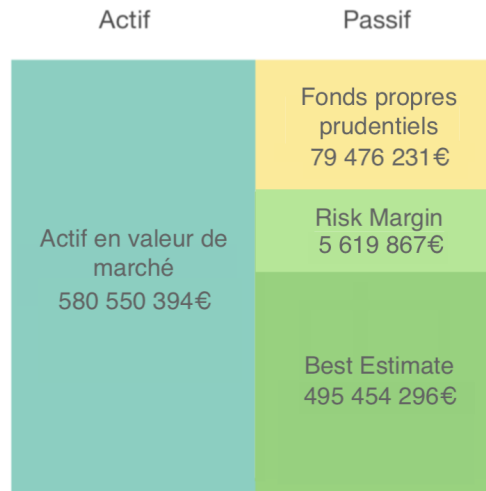 Actif
Passif
Fonds propres
prudentiels
79 476 231€
Risk Margin
5 619 867€
Actif en valeur de
marché
580 550 394€
Best Estimate
495 454 296€